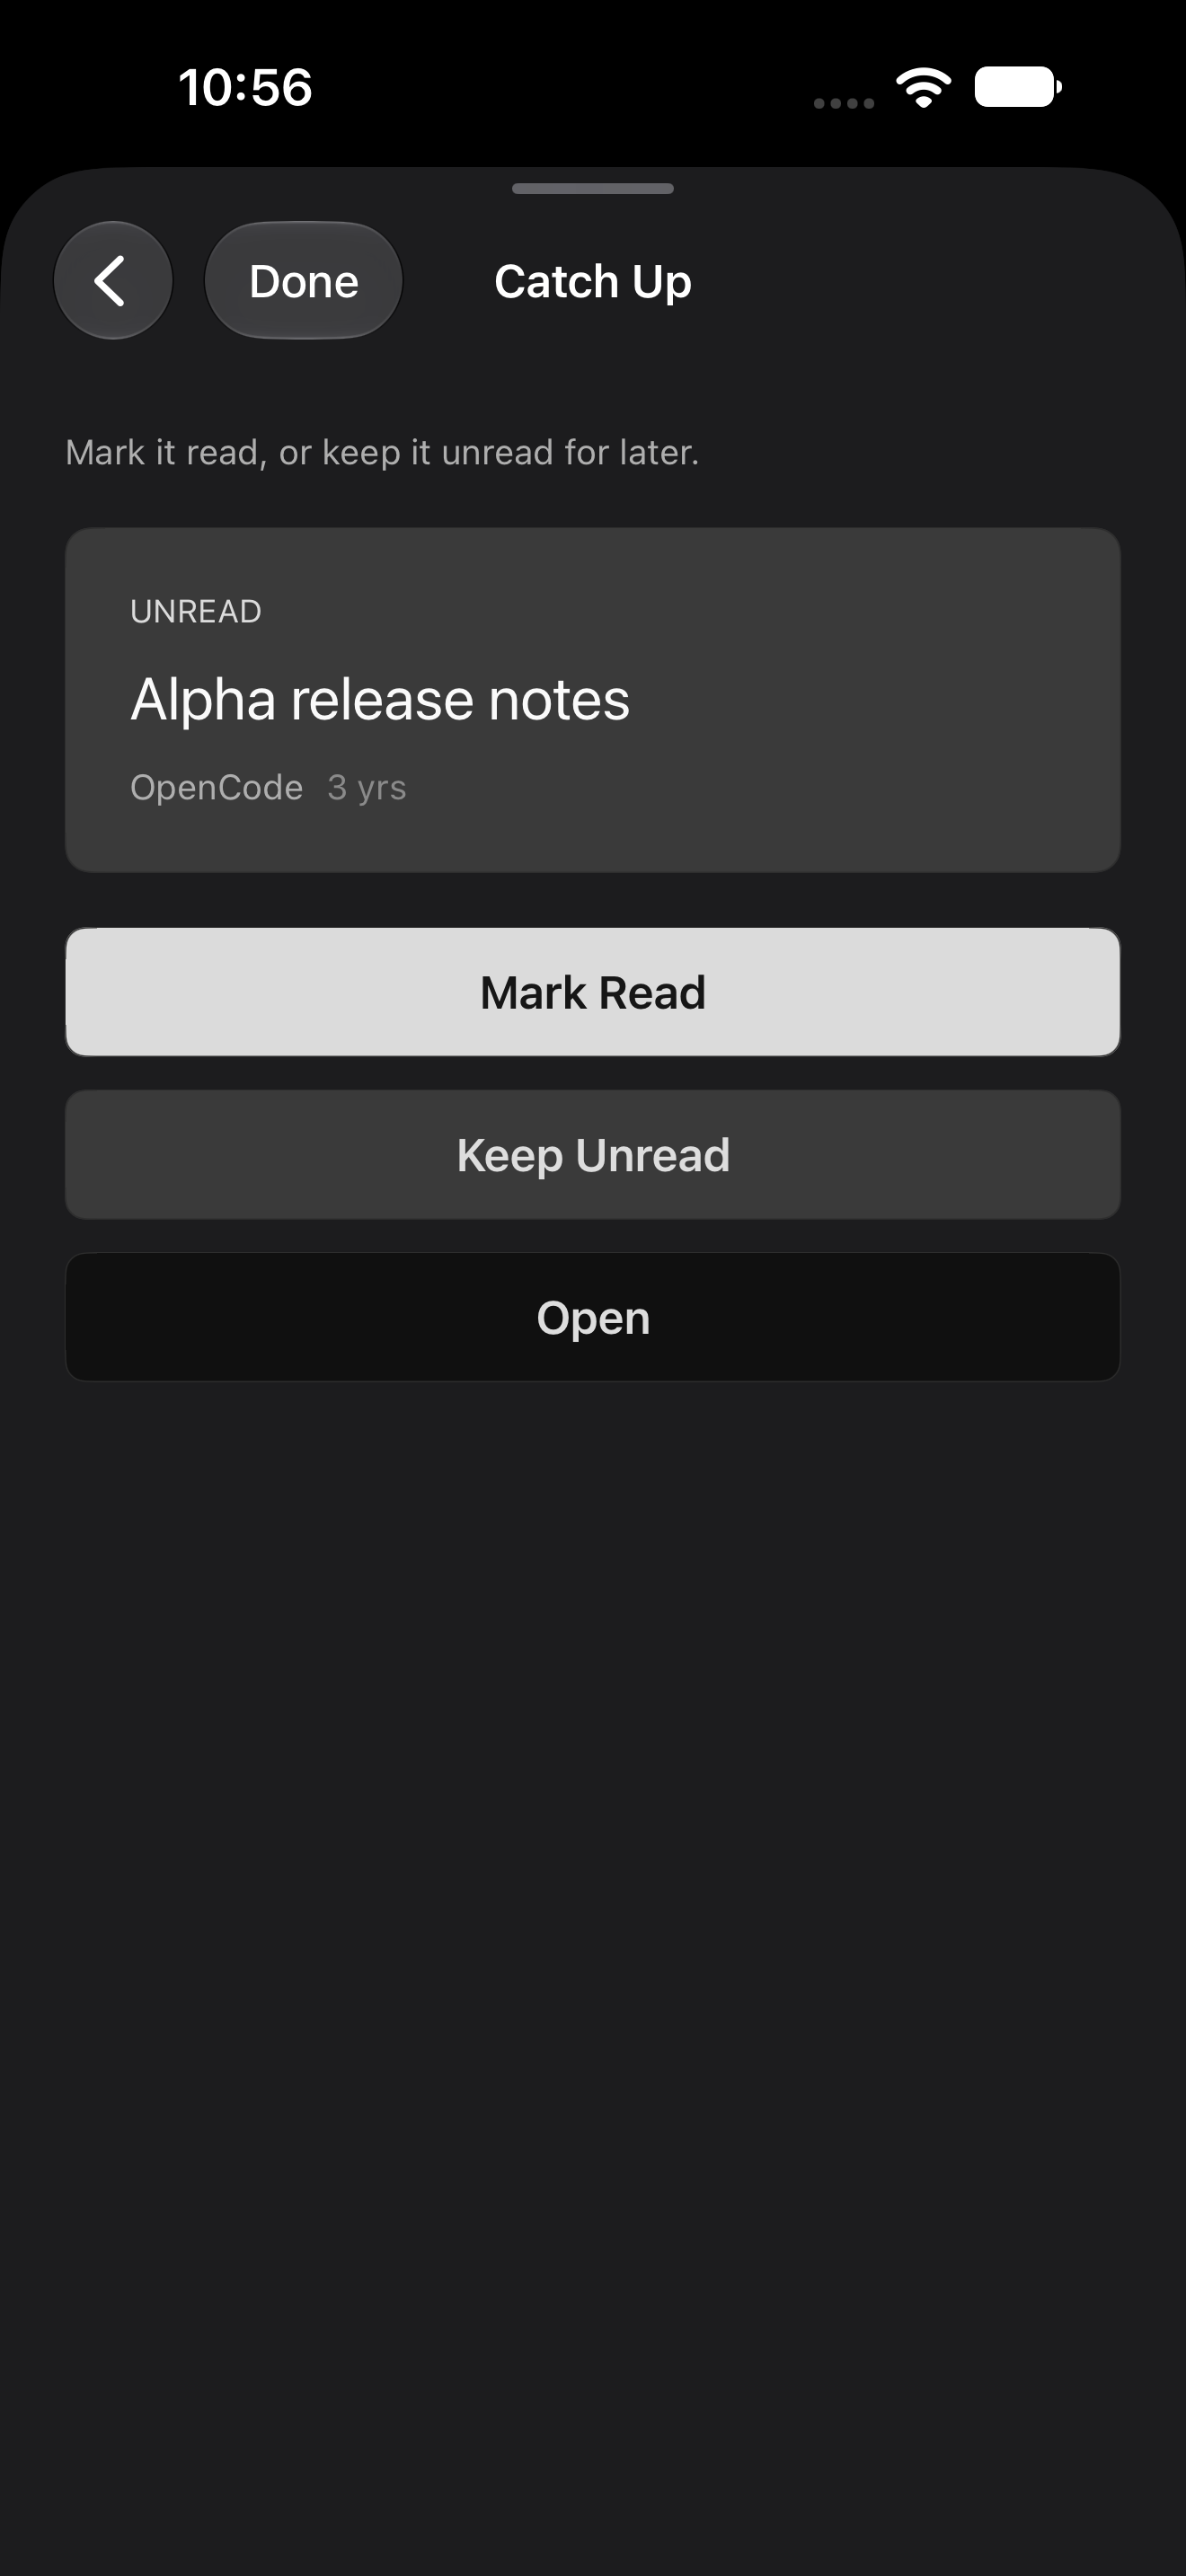 10:56
Done
Catch Up
Mark it read, or keep it unread for later.
UNREAD
Alpha release notes
OpenCode 3 yrs
Mark Read
Keep Unread
Open